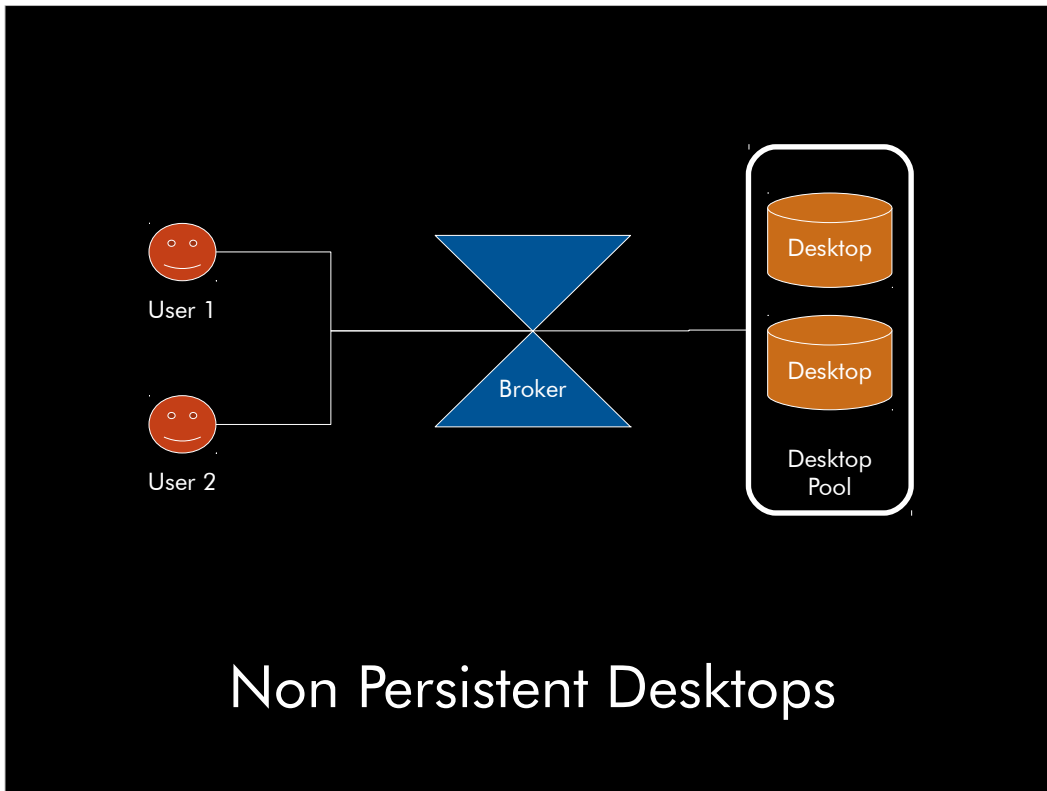 User 1
User 2
Broker
Desktop
Desktop
Desktop
Pool
Non Persistent Desktops